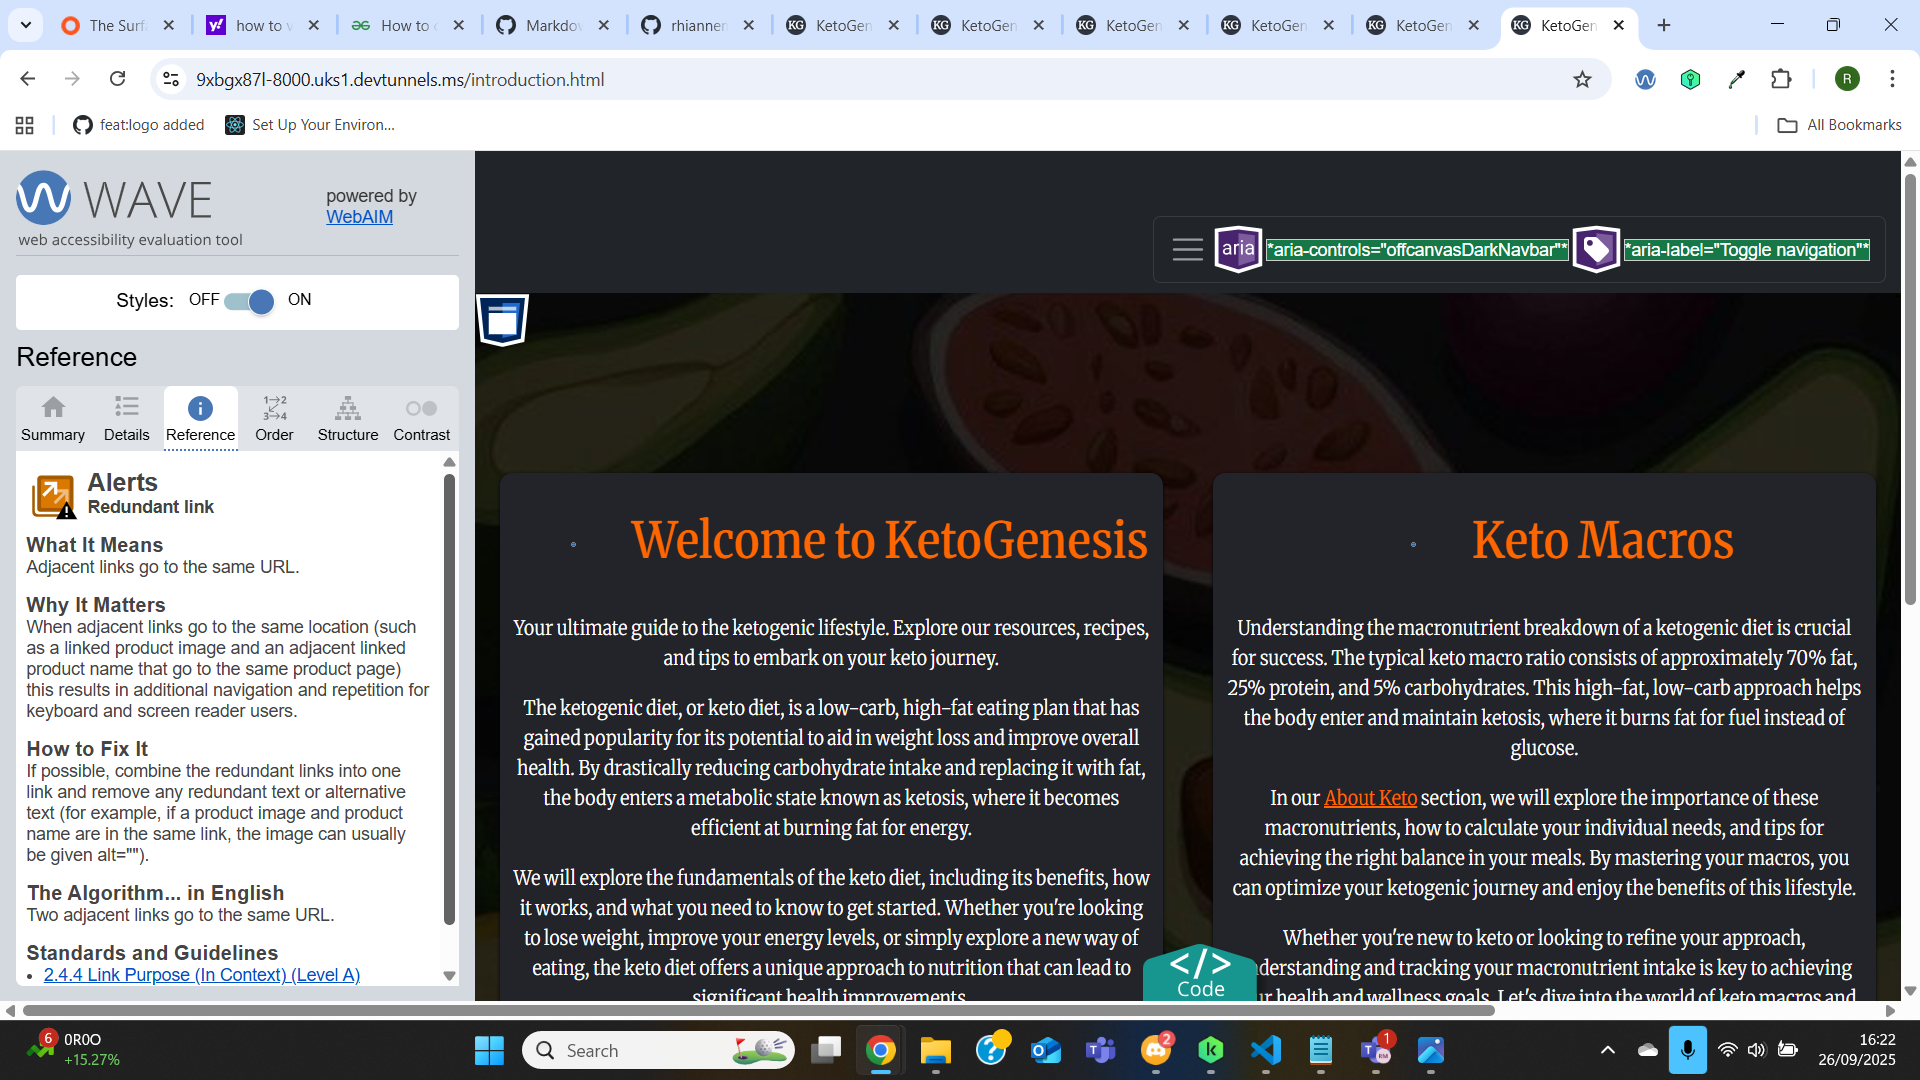 The Surf
how to v
How to
Markdow
rhianner
KetoGen
KetoGen
KetoGen
KetoGen
KetoGen
KetoGen
9xbgx87l-8000.uks1.devtunnels.ms/introduction.html
R
feat:logo added
Set Up Your Environ...
All Bookmarks
WAVE
web accessibility evaluation tool
powered by
WebAIM
Styles: OFF ON
Reference
Summary
Details
Reference
Order
Structure
Contrast
Alerts
Redundant link
What It Means
Adjacent links go to the same URL.
Why It Matters
When adjacent links go to the same location (such
as a linked product image and an adjacent linked
product name that go to the same product page)
this results in additional navigation and repetition for
keyboard and screen reader users.
How to Fix It
If possible, combine the redundant links into one
link and remove any redundant text or alternative
text (for example, if a product image and product
name are in the same link, the image can usually
be given alt="").
The Algorithm... in English
Two adjacent links go to the same URL.
Standards and Guidelines
2.4.4 Link Purpose (In Context) (Level A)
aria *aria-controls="offcanvasDarkNavbar"* *aria-label="Toggle navigation"*
Welcome to KetoGenesis
Your ultimate guide to the ketogenic lifestyle. Explore our resources, recipes,
and tips to embark on your keto journey.
The ketogenic diet, or keto diet, is a low-carb, high-fat eating plan that has
gained popularity for its potential to aid in weight loss and improve overall
health. By drastically reducing carbohydrate intake and replacing it with fat,
the body enters a metabolic state known as ketosis, where it becomes
efficient at burning fat for energy.
We will explore the fundamentals of the keto diet, including its benefits, how
it works, and what you need to know to get started. Whether you're looking
to lose weight, improve your energy levels, or simply explore a new way of
eating, the keto diet offers a unique approach to nutrition that can lead to
significant health improvements.
Keto Macros
Understanding the macronutrient breakdown of a ketogenic diet is crucial
for success. The typical keto macro ratio consists of approximately 70% fat,
25% protein, and 5% carbohydrates. This high-fat, low-carb approach helps
the body enter and maintain ketosis, where it burns fat for fuel instead of
glucose.
In our About Keto section, we will explore the importance of these
macronutrients, how to calculate your individual needs, and tips for
achieving the right balance in your meals. By mastering your macros, you
can optimize your ketogenic journey and enjoy the benefits of this lifestyle.
Whether you're new to keto or looking to refine your approach,
derstanding and tracking your macronutrient intake is key to achieving
ur health and wellness goals. Let's dive into the world of keto macros and
</>
Code
6
0R0O
+15.27%
Search
2
1
16:22
26/09/2025